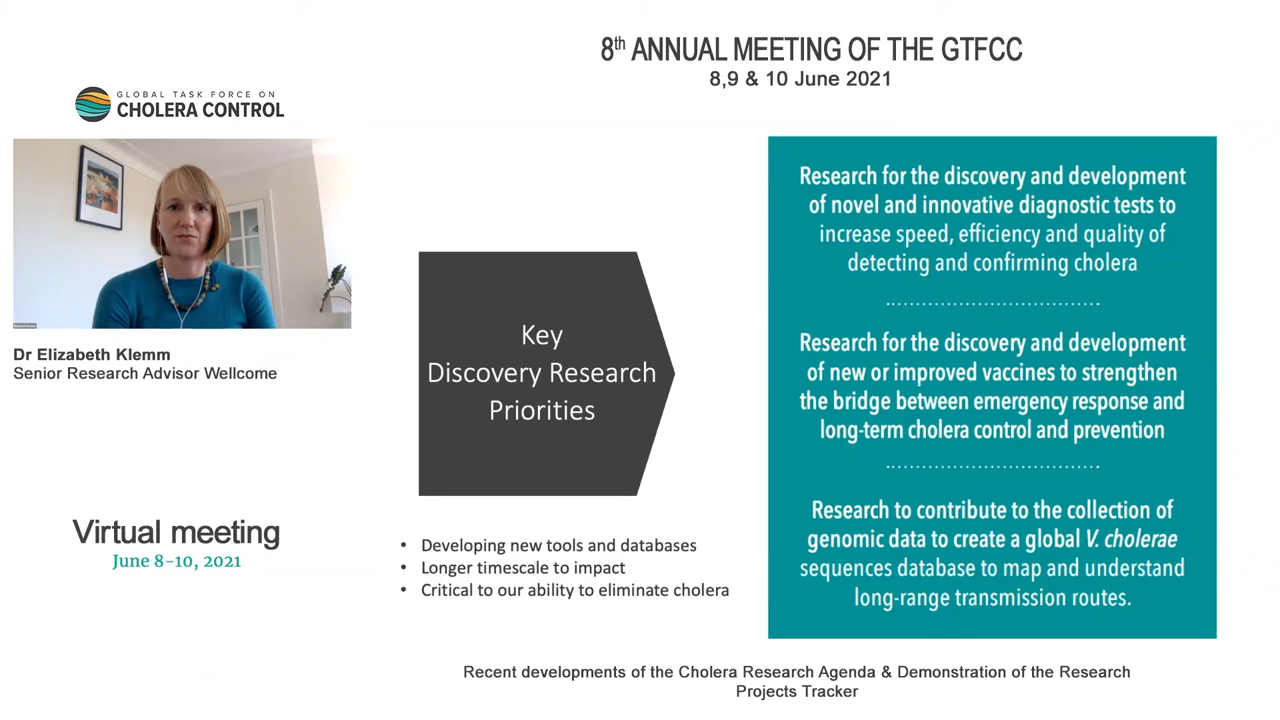 8th ANNUAL MEETING OF THE GTFCC
8,9 & 10 June 2021
GLOBAL TASK FORCE ON
CHOLERA CONTROL
Dr Elizabeth Klemm
Senior Research Advisor Wellcome
Virtual meeting
June 8-10, 2021
Key
Discovery Research
Priorities
• Developing new tools and databases
• Longer timescale to impact
• Critical to our ability to eliminate cholera
Research for the discovery and development
of novel and innovative diagnostic tests to
increase speed, efficiency and quality of
detecting and confirming cholera
Research for the discovery and development
of new or improved vaccines to strengthen
the bridge between emergency response and
long-term cholera control and prevention
Research to contribute to the collection of
genomic data to create a global V. cholerae
sequences database to map and understand
long-range transmission routes.
Recent developments of the Cholera Research Agenda & Demonstration of the Research
Projects Tracker